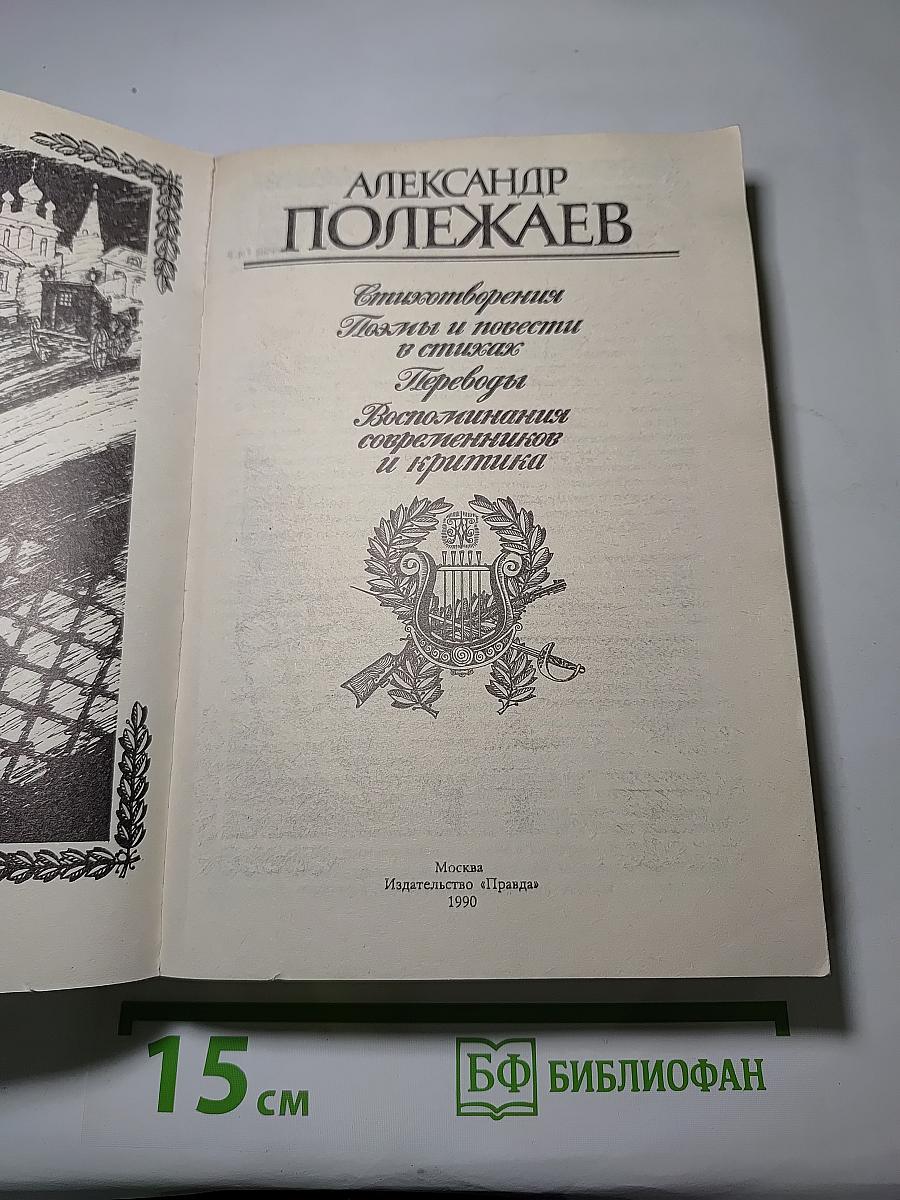 АЛЕКСАНДР
ПОЛЕЖАЕВ
Стихотворения
Поэмы и повести
в стихах
Переводы
Воспоминания
современников
и критика
Москва
Издательство «Правда»
1990
15 см
БФ БИБЛИОФАН